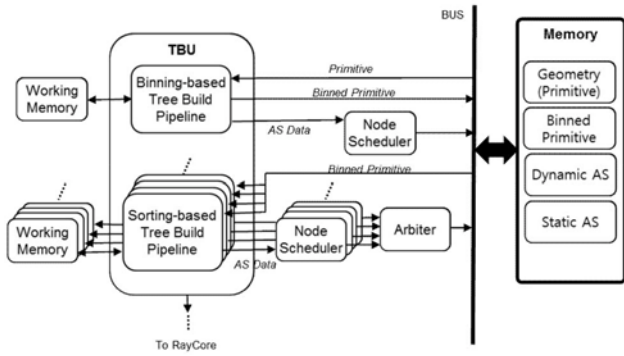 BUS
TBU
Memory
Working
Memory
Binning-based
Tree Build
Pipeline
Primitive
Binned Primitive
AS Data
Node
Scheduler
Geometry
(Primitive)
Binned
Primitive
Dynamic AS
Static AS
Binned Primitive
Working
Memory
Sorting-based
Tree Build
Pipeline
AS Data
Node
Scheduler
Arbiter
To RayCore